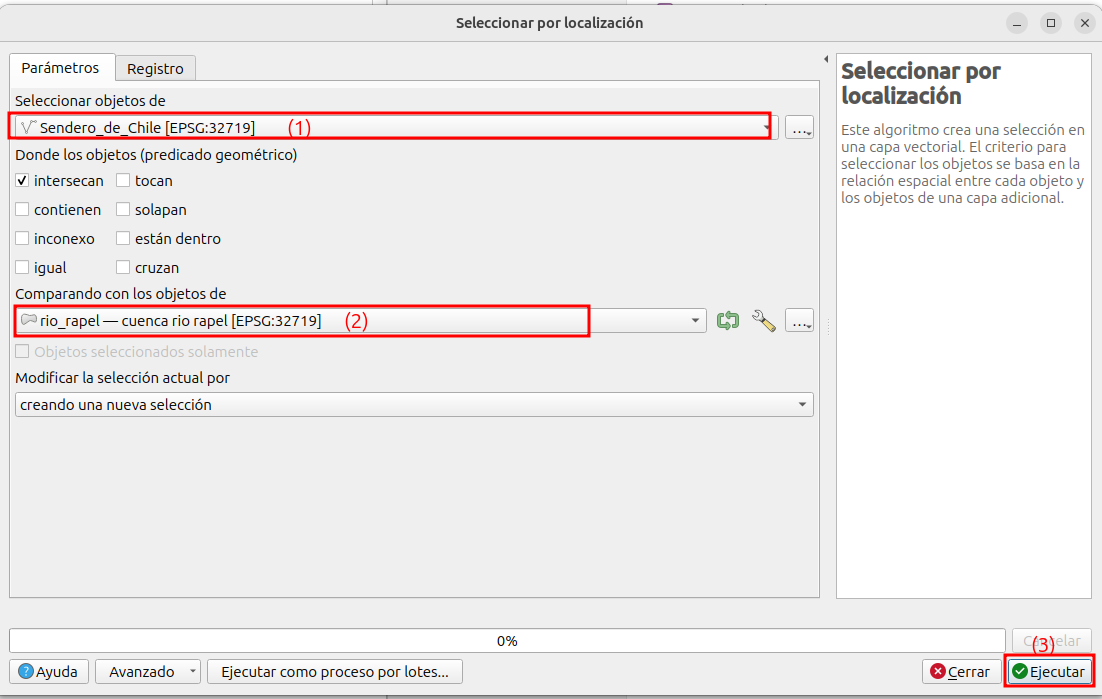 Seleccionar por localización
Parámetros Registro
Seleccionar objetos de
Sendero_de_Chile [EPSG:32719] (1)
...
Donde los objetos (predicado geométrico)
intersecan tocan
contienen solapan
inconexo están dentro
igual cruzan
Comparando con los objetos de
rio_rapel — cuenca rio rapel [EPSG:32719] (2)
...
Objetos seleccionados solamente
Modificar la selección actual por
creando una nueva selección
Seleccionar por
localización
Este algoritmo crea una selección en
una capa vectorial. El criterio para
seleccionar los objetos se basa en la
relación espacial entre cada objeto y
los objetos de una capa adicional.
0%
Cancelar
(3)
Ayuda Avanzado Ejecutar como proceso por lotes... Cerrar Ejecutar